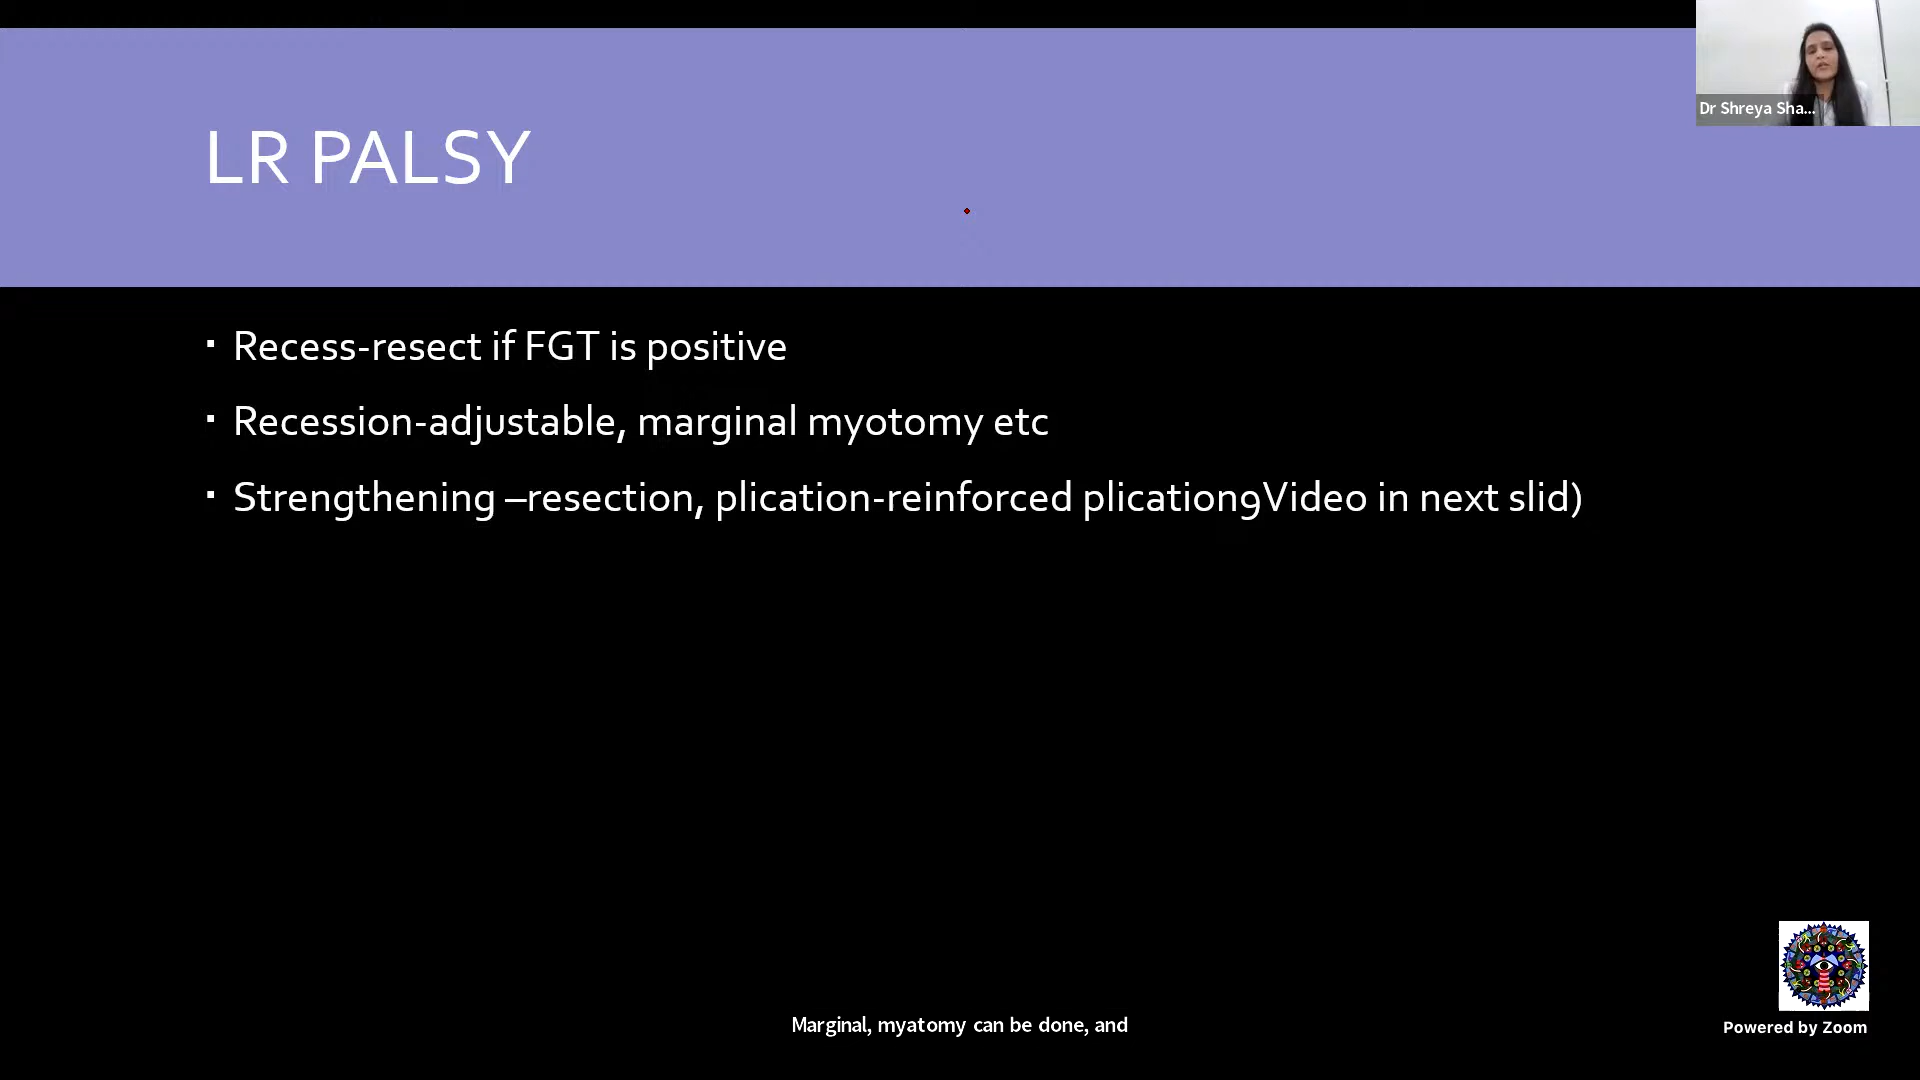 Dr Shreya Sha...
LR PALSY
▪ Recess-resect if FGT is positive
▪ Recession-adjustable, marginal myotomy etc
▪ Strengthening –resection, plication-reinforced plication9Video in next slid)
Marginal, myatomy can be done, and
Powered by Zoom